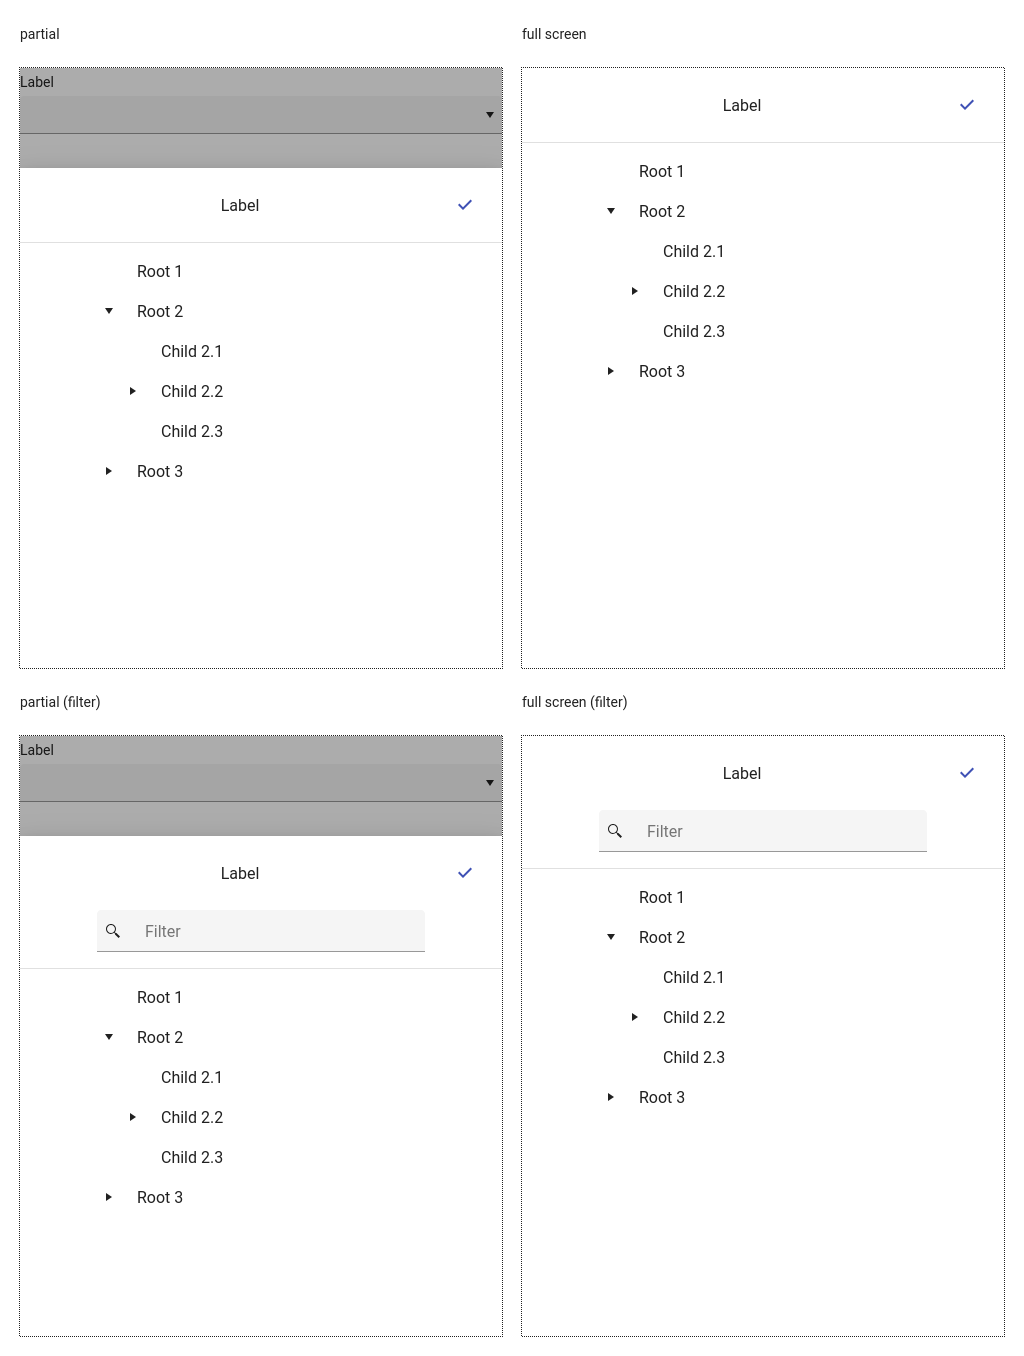 partial
Label
Label
Root 1
Root 2
Child 2.1
Child 2.2
Child 2.3
Root 3
full screen
Label
Root 1
Root 2
Child 2.1
Child 2.2
Child 2.3
Root 3
partial (filter)
Label
Label
Filter
Root 1
Root 2
Child 2.1
Child 2.2
Child 2.3
Root 3
full screen (filter)
Label
Filter
Root 1
Root 2
Child 2.1
Child 2.2
Child 2.3
Root 3